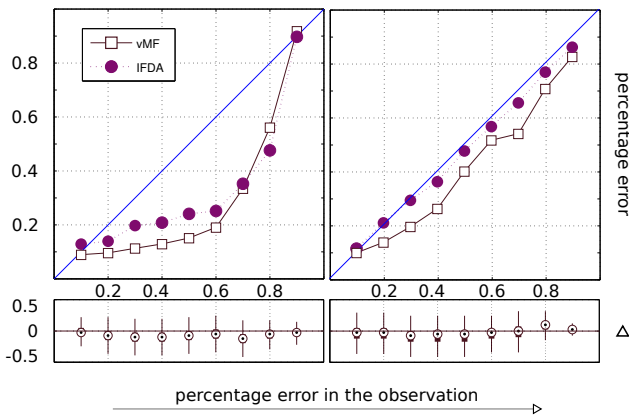 vMF
IFDA
0.8
0.6
0.4
0.2
0.2 0.4 0.6 0.8 0.2 0.4 0.6 0.8
0.5
0
-0.5
percentage error
Δ
percentage error in the observation